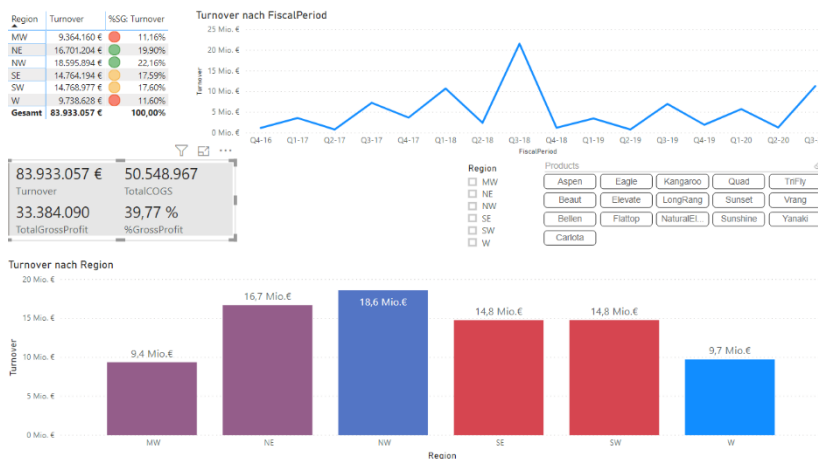 Region Turnover %SG: Turnover
MW 9.364.160 € 11,16%
NE 16.701.204 € 19,90%
NW 18.595.894 € 22,16%
SE 14.764.194 € 17,59%
SW 14.768.977 € 17,60%
W 9.738.628 € 11,60%
Gesamt 83.933.057 € 100,00%
Turnover nach FiscalPeriod
25 Mio. €
20 Mio. €
15 Mio. €
10 Mio. €
5 Mio. €
0 Mio. €
Turnover
Q4-16 Q1-17 Q2-17 Q3-17 Q4-17 Q1-18 Q2-18 Q3-18 Q4-18 Q1-19 Q2-19 Q3-19 Q4-19 Q1-20 Q2-20 Q3-
FiscalPeriod
83.933.057 € 50.548.967
Turnover TotalCOGS
33.384.090 39,77 %
TotalGrossProfit %GrossProfit
Region
MW
NE
NW
SE
SW
W
Products
Aspen Eagle Kangaroo Quad TriFly
Beaut Elevate LongRang Sunset Vrang
Bellen Flattop NaturalEl... Sunshine Yanaki
Carlota
Turnover nach Region
20 Mio. €
15 Mio. €
10 Mio. €
5 Mio. €
0 Mio. €
Turnover
9,4 Mio.€ 16,7 Mio.€ 18,6 Mio.€ 14,8 Mio.€ 14,8 Mio.€ 9,7 Mio.€
MW NE NW SE SW W
Region